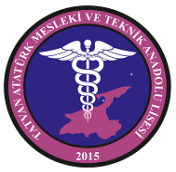 TATVAN ATATÜRK MESLEKİ VE TEKNİK ANADOLU LİSESİ
2015